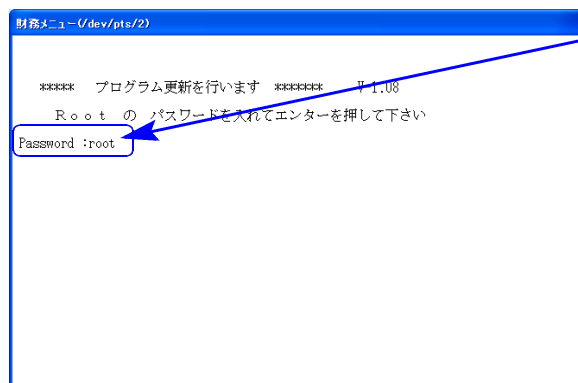 財務メニュー(/dev/pts/2)
***** プログラム更新を行います ******* V-1.08
Ｒｏｏｔ の パスワードを入れてエンターを押して下さい
Password :root